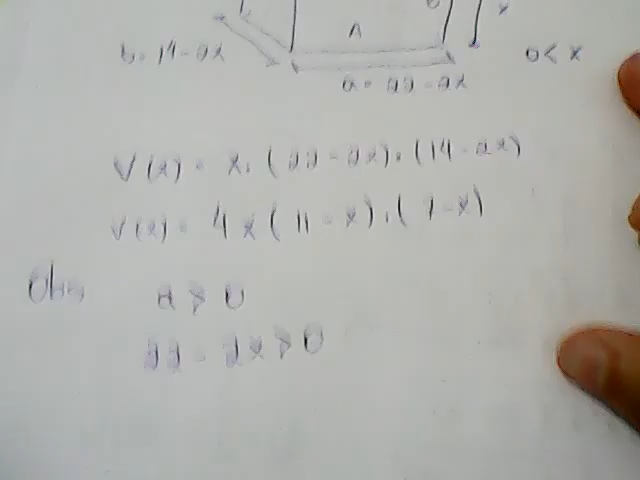 A
x
b = 14 - 2x
0 < x
a = 22 - 2x
V(x) = x.(22 - 2x).(14 - 2x)
V(x) = 4x(11 - x).(7 - x)
Obs a > 0
22 - 2x > 0